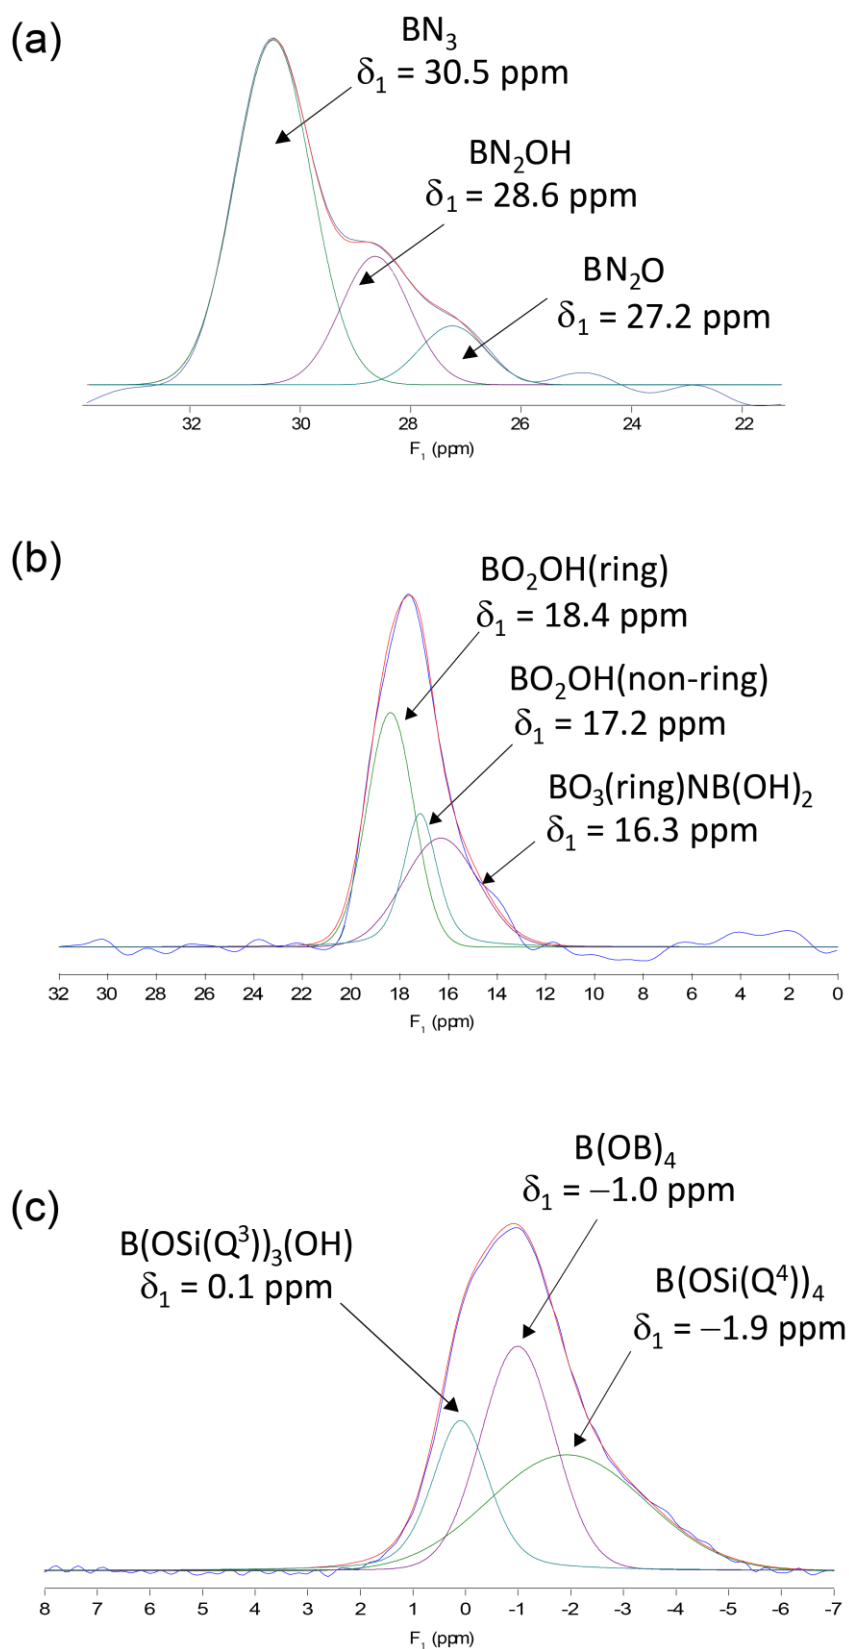 (a)
BN₃
δ₁ = 30.5 ppm
BN₂OH
δ₁ = 28.6 ppm
BN₂O
δ₁ = 27.2 ppm
32 30 28 26 24 22
F₁ (ppm)
(b)
BO₂OH(ring)
δ₁ = 18.4 ppm
BO₂OH(non-ring)
δ₁ = 17.2 ppm
BO₃(ring)NB(OH)₂
δ₁ = 16.3 ppm
32 30 28 26 24 22 20 18 16 14 12 10 8 6 4 2 0
F₁ (ppm)
(c)
B(OB)₄
δ₁ = −1.0 ppm
B(OSi(Q³))₃(OH)
δ₁ = 0.1 ppm
B(OSi(Q⁴))₄
δ₁ = −1.9 ppm
8 7 6 5 4 3 2 1 0 -1 -2 -3 -4 -5 -6 -7
F₁ (ppm)